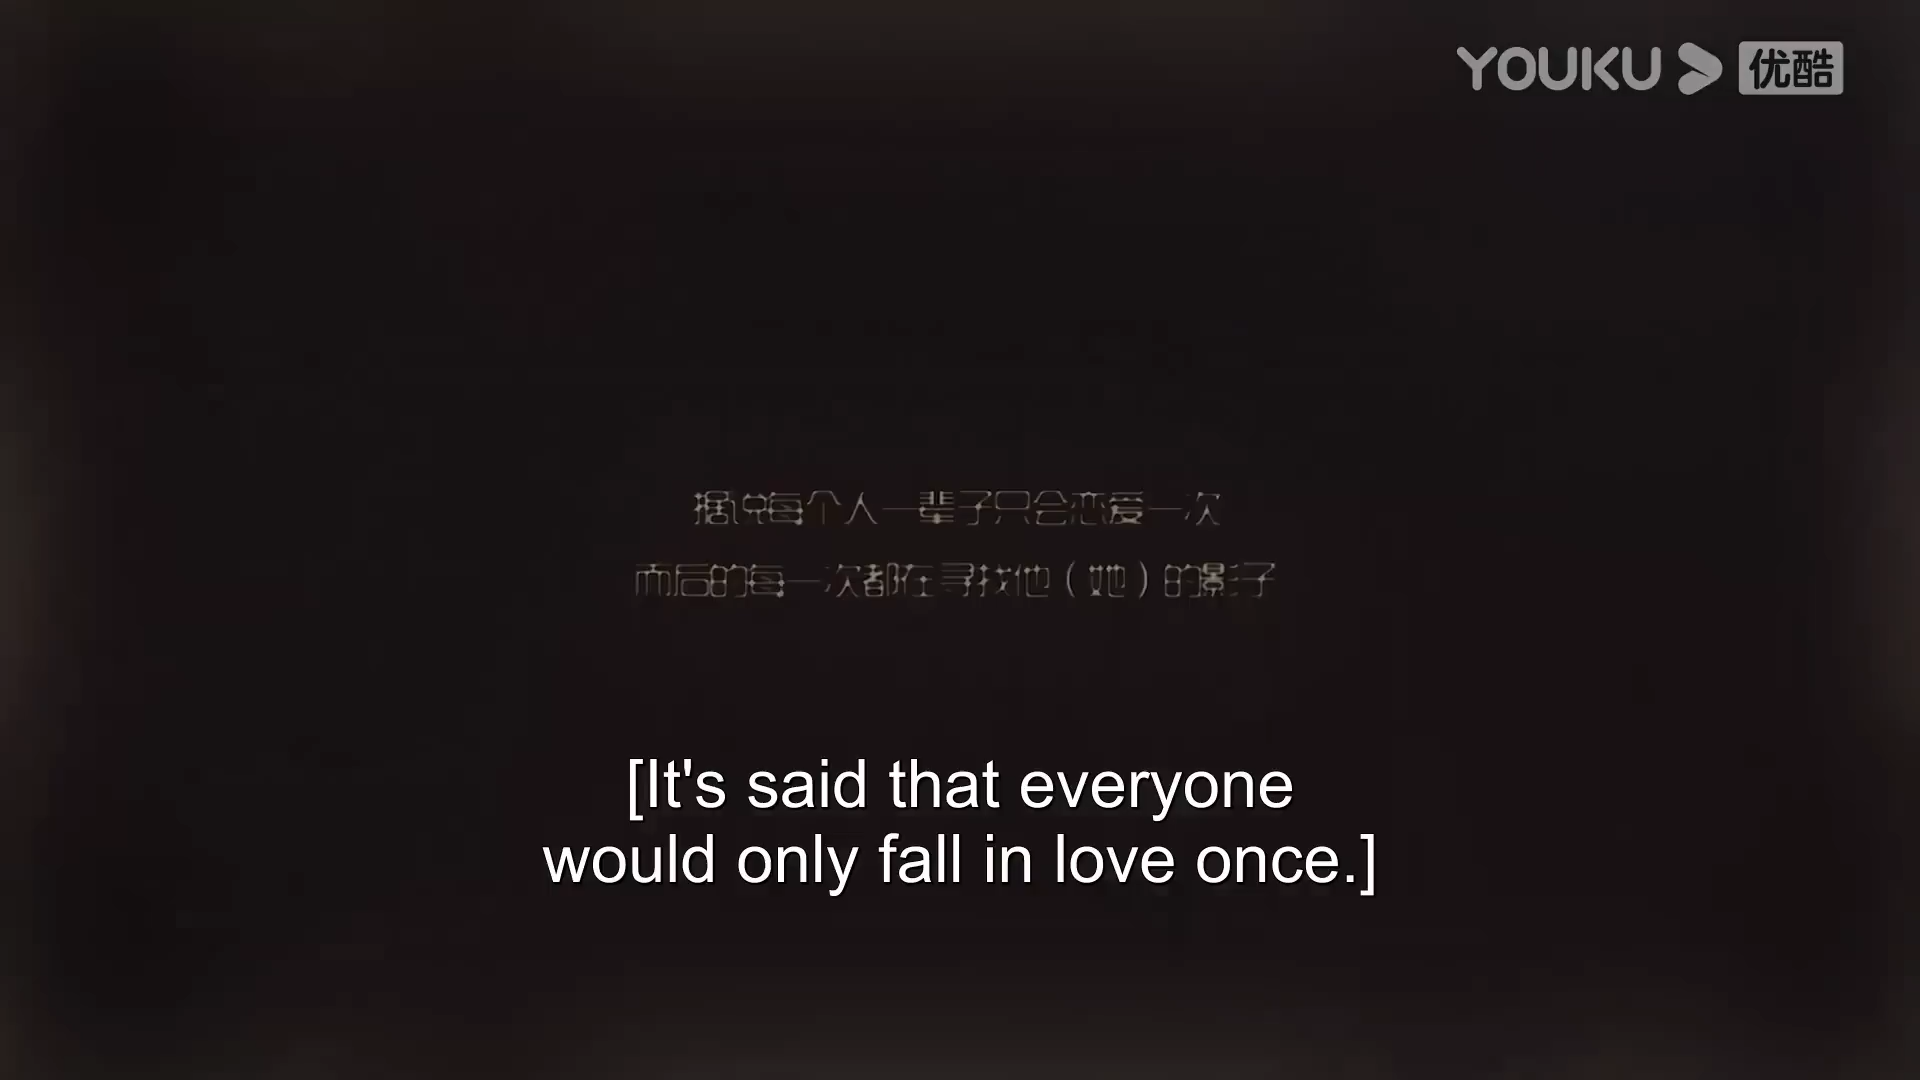 YOUKU 优酷
据说每个人一辈子只会恋爱一次
而后的每一次都在寻找他（她）的影子
[It's said that everyone
would only fall in love once.]